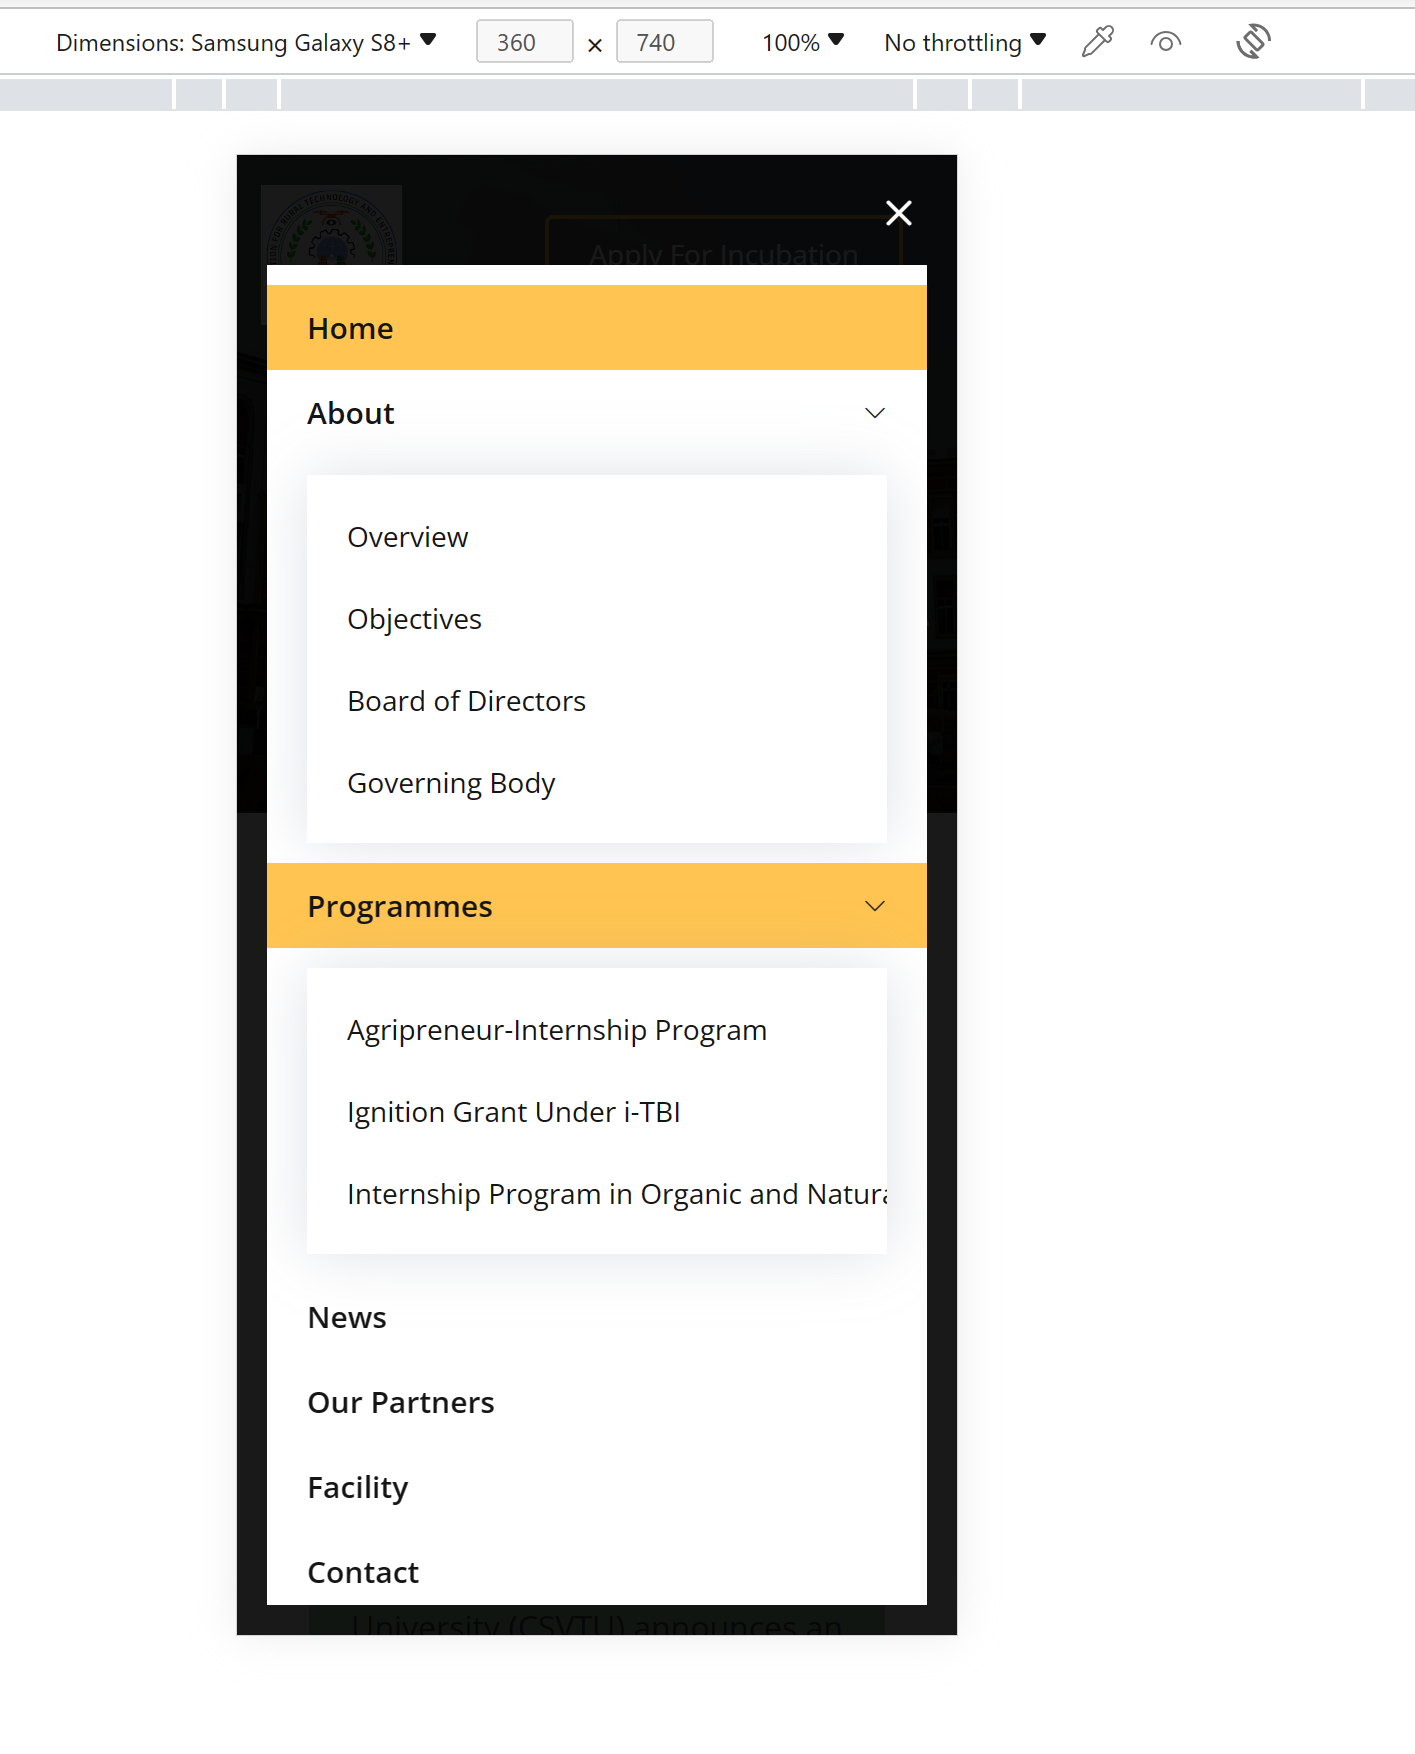 Dimensions: Samsung Galaxy S8+ 360 × 740 100% No throttling
Apply For Incubation
Home
About
Overview
Objectives
Board of Directors
Governing Body
Programmes
Agripreneur-Internship Program
Ignition Grant Under i-TBI
Internship Program in Organic and Natura
News
Our Partners
Facility
Contact
University (CSVTU) announces an